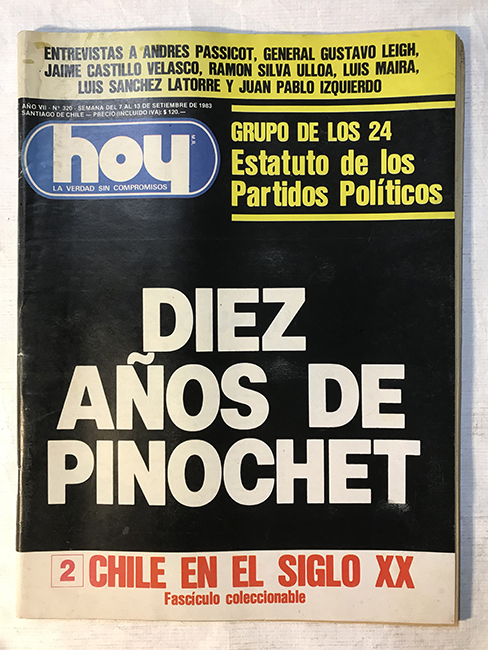 ENTREVISTAS A ANDRES PASSICOT, GENERAL GUSTAVO LEIGH,
JAIME CASTILLO VELASCO, RAMON SILVA ULLOA, LUIS MAIRA,
LUIS SANCHEZ LATORRE Y JUAN PABLO IZQUIERDO
AÑO VII - Nº 320 - SEMANA DEL 7 AL 13 DE SETIEMBRE DE 1983
SANTIAGO DE CHILE — PRECIO (INCLUIDO IVA): $ 120.—
hoy M.R.
LA VERDAD SIN COMPROMISOS
GRUPO DE LOS 24
Estatuto de los
Partidos Políticos
DIEZ
AÑOS DE
PINOCHET
2 CHILE EN EL SIGLO XX
Fascículo coleccionable